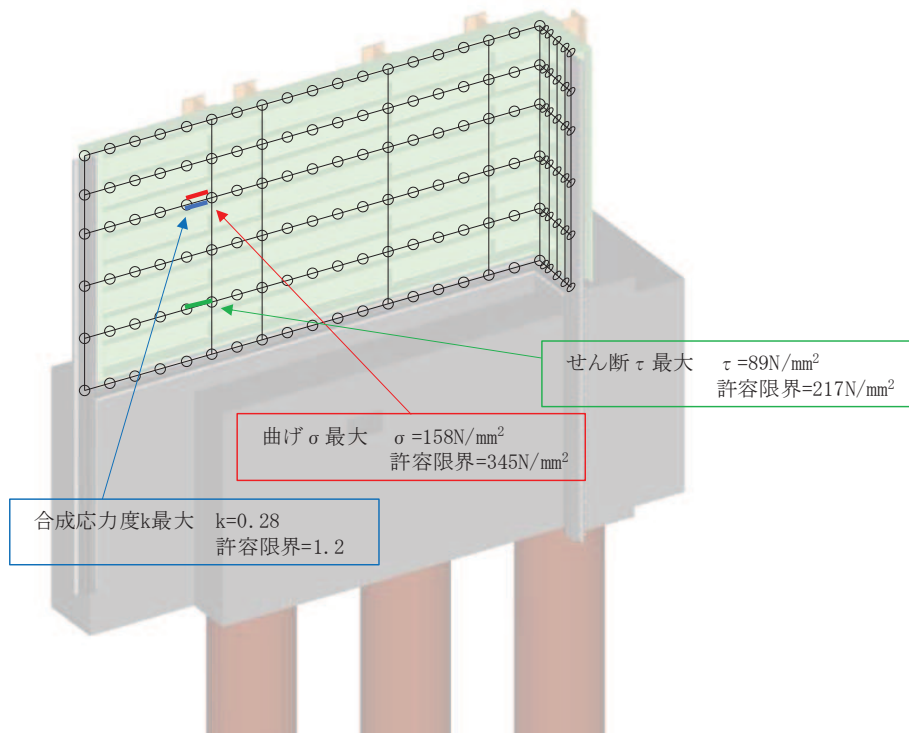 せん断τ最大 τ=89N/mm²
許容限界=217N/mm²
曲げσ最大 σ=158N/mm²
許容限界=345N/mm²
合成応力度k最大 k=0.28
許容限界=1.2